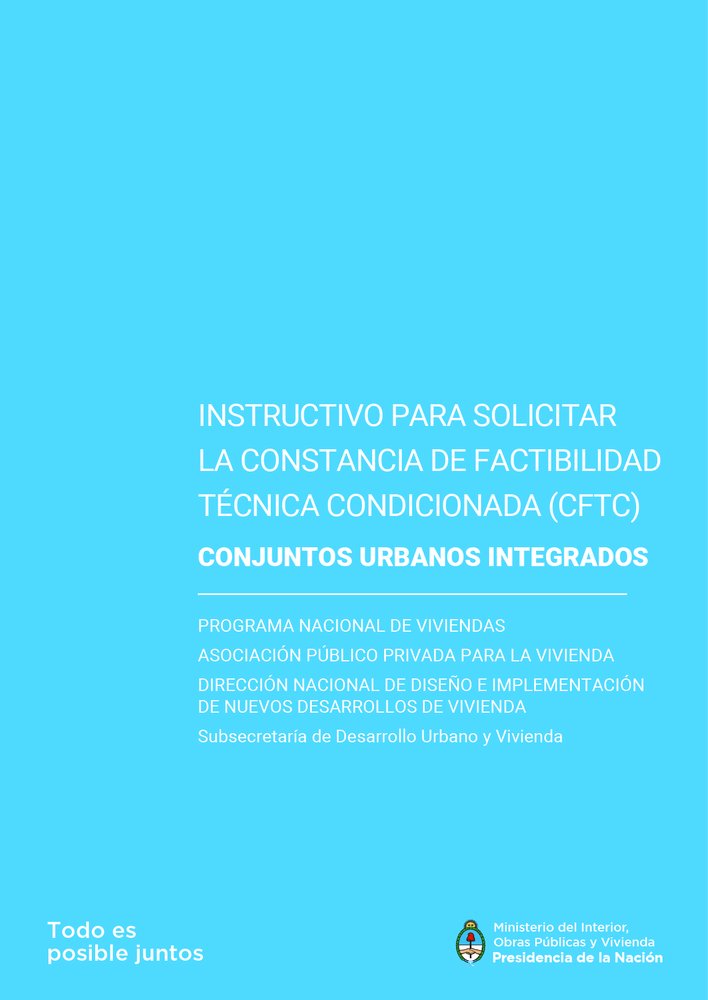 INSTRUCTIVO PARA SOLICITAR
LA CONSTANCIA DE FACTIBILIDAD
TÉCNICA CONDICIONADA (CFTC)
CONJUNTOS URBANOS INTEGRADOS
PROGRAMA NACIONAL DE VIVIENDAS
ASOCIACIÓN PÚBLICO PRIVADA PARA LA VIVIENDA
DIRECCIÓN NACIONAL DE DISEÑO E IMPLEMENTACIÓN
DE NUEVOS DESARROLLOS DE VIVIENDA
Subsecretaría de Desarrollo Urbano y Vivienda
Todo es
posible juntos
Ministerio del Interior,
Obras Públicas y Vivienda
Presidencia de la Nación